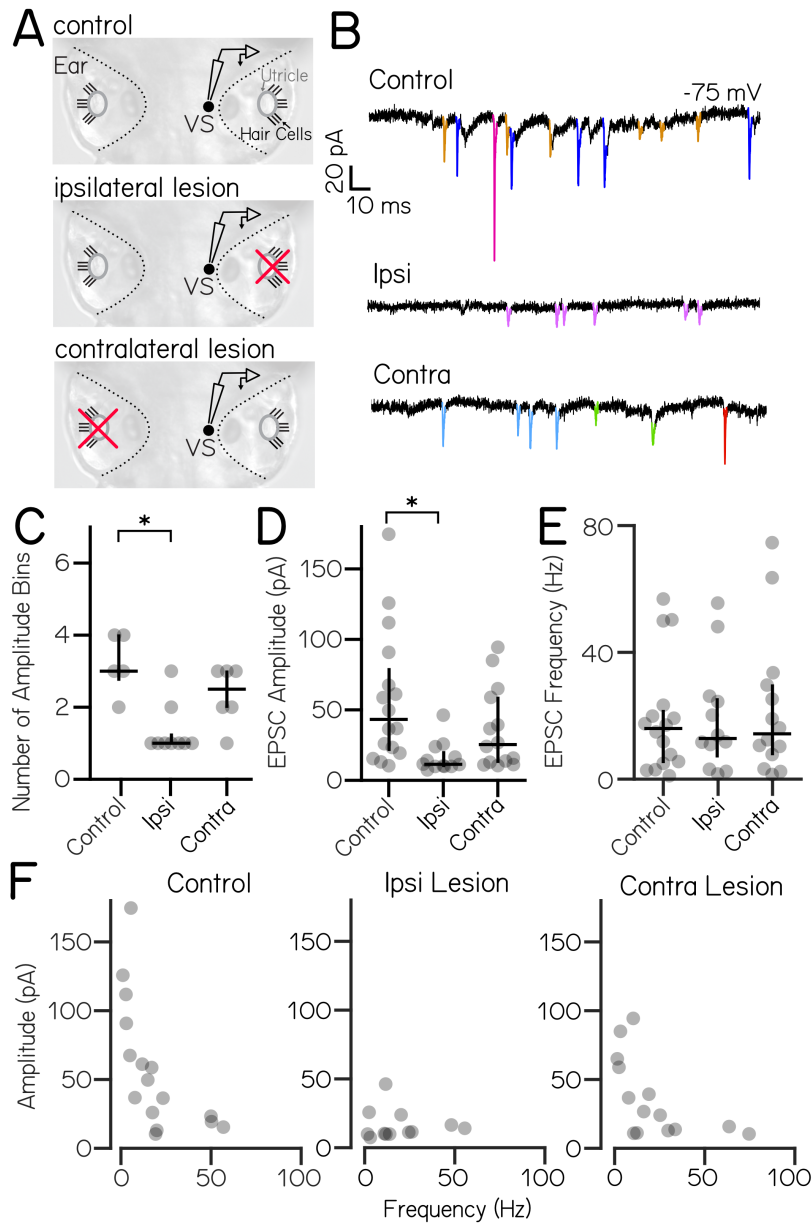 A
control
Ear
Utricle
VS
Hair Cells
ipsilateral lesion
VS
contralateral lesion
VS
B
Control
-75 mV
20 pA
10 ms
Ipsi
Contra
C
*
Number of Amplitude Bins
6
4
2
0
Control
Ipsi
Contra
D
*
EPSC Amplitude (pA)
150
100
50
0
Control
Ipsi
Contra
E
EPSC Frequency (Hz)
80
40
0
Control
Ipsi
Contra
F
Control
Ipsi Lesion
Contra Lesion
Amplitude (pA)
150
100
50
0
0
50
100
150
100
50
0
0
50
100
150
100
50
0
0
50
100
Frequency (Hz)